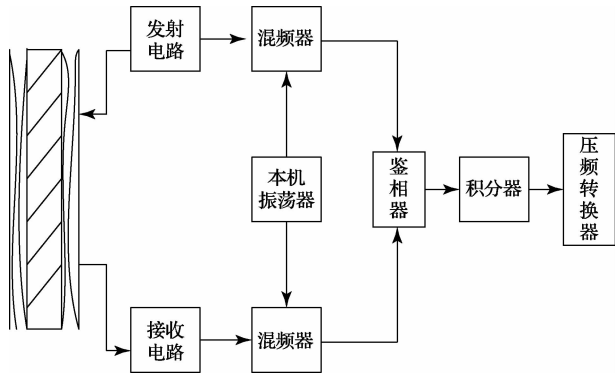 发射
电路
混频器
本机
振荡器
鉴
相
器
积分器
压
频
转
换
器
接收
电路
混频器